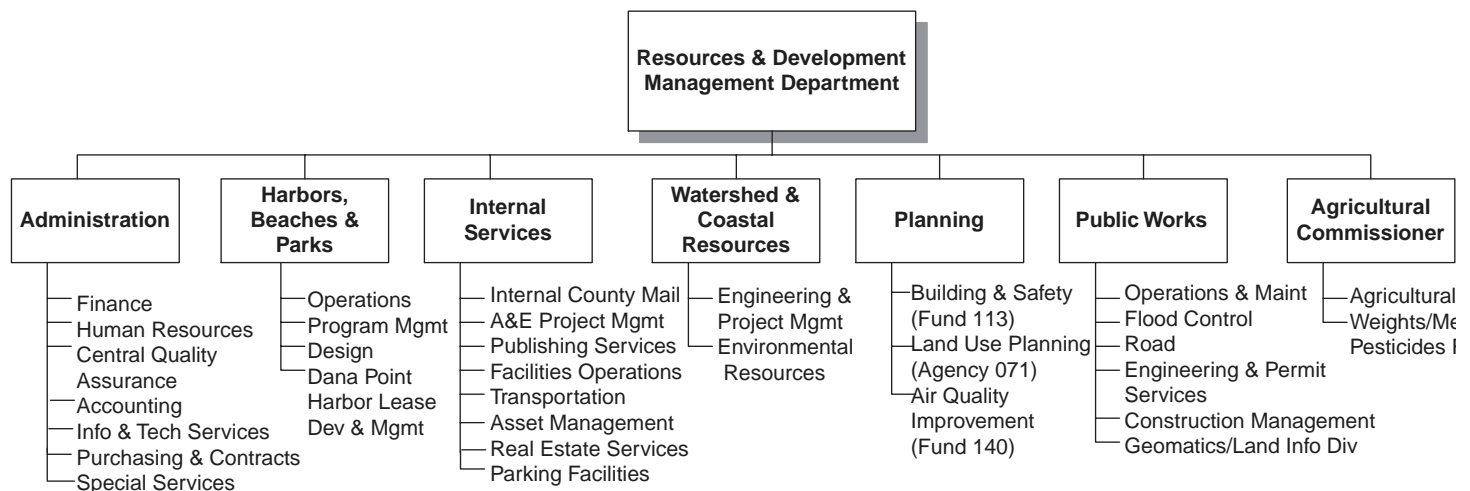 Resources & Development
Management Department
Administration
Finance
Human Resources
Central Quality
Assurance
Accounting
Info & Tech Services
Purchasing & Contracts
Special Services
Harbors,
Beaches &
Parks
Operations
Program Mgmt
Design
Dana Point
Harbor Lease
Dev & Mgmt
Internal
Services
Internal County Mail
A&E Project Mgmt
Publishing Services
Facilities Operations
Transportation
Asset Management
Real Estate Services
Parking Facilities
Watershed &
Coastal
Resources
Engineering &
Project Mgmt
Environmental
Resources
Planning
Building & Safety
(Fund 113)
Land Use Planning
(Agency 071)
Air Quality
Improvement
(Fund 140)
Public Works
Operations & Maint
Flood Control
Road
Engineering & Permit
Services
Construction Management
Geomatics/Land Info Div
Agricultural
Commissioner
Agricultural
Weights/Me
Pesticides